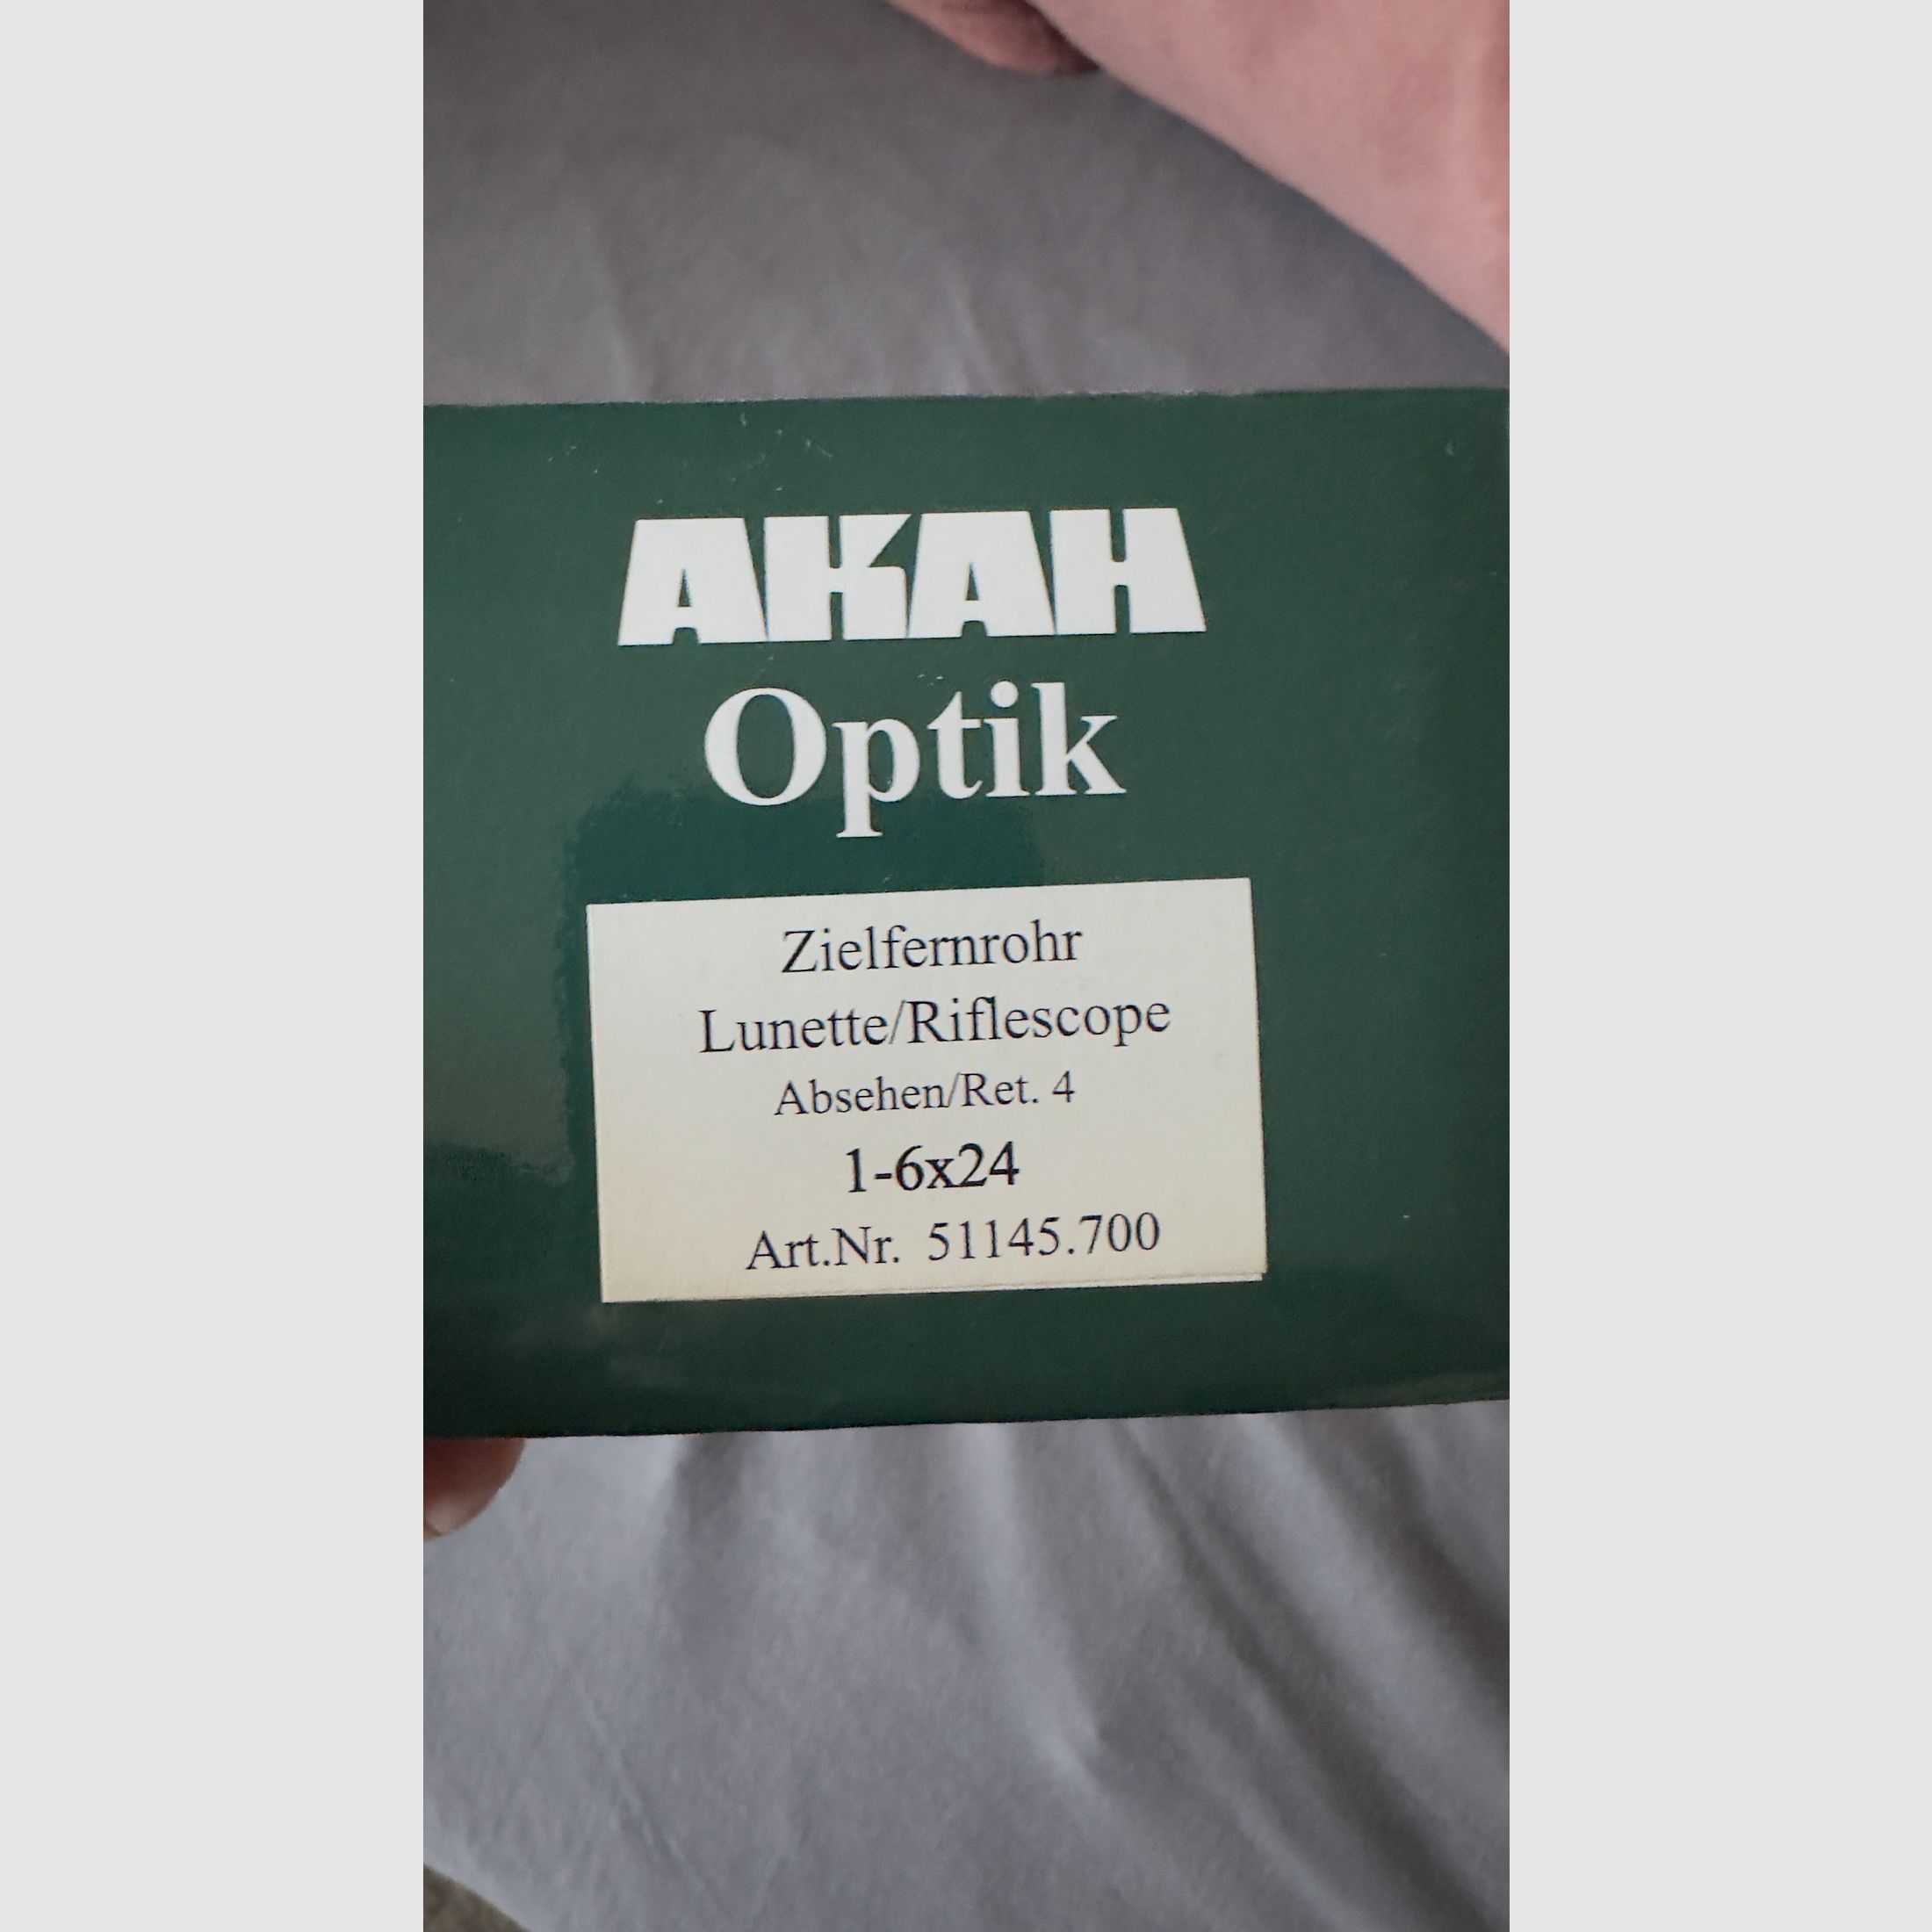 AKAH
Optik
Zielfernrohr
Lunette/Riflescope
Absehen/Ret. 4
1-6x24
Art.Nr. 51145.700